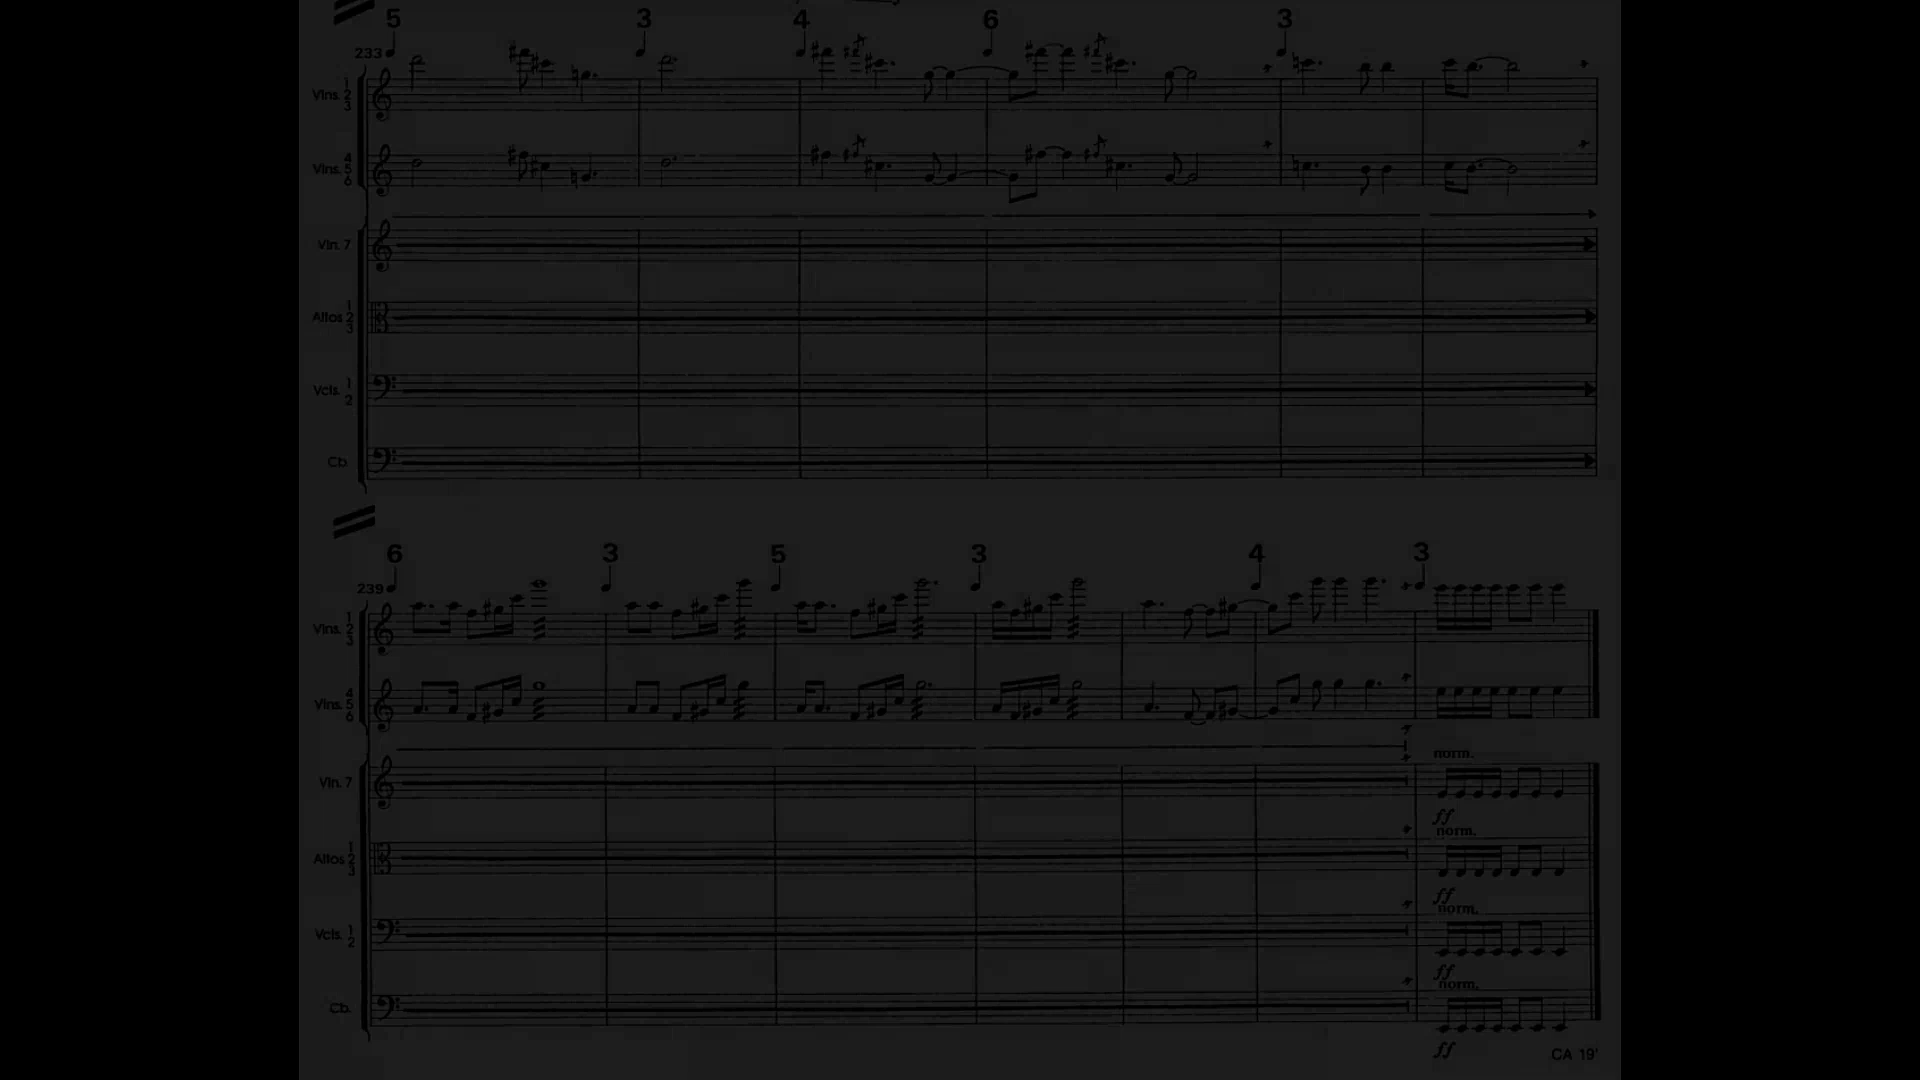 5 3 4 6 3
233
Vlns. 1 2 3
Vlns. 4 5 6
Vln. 7
Altos 1 2 3
Vcls. 1 2
Cb
6 3 5 3 4 3
239
Vlns. 1 2 3
Vlns. 4 5 6
norm.
Vln. 7
ff
norm.
Altos 1 2 3
ff
norm.
Vcls. 1 2
ff
norm.
Cb.
ff
CA 19'